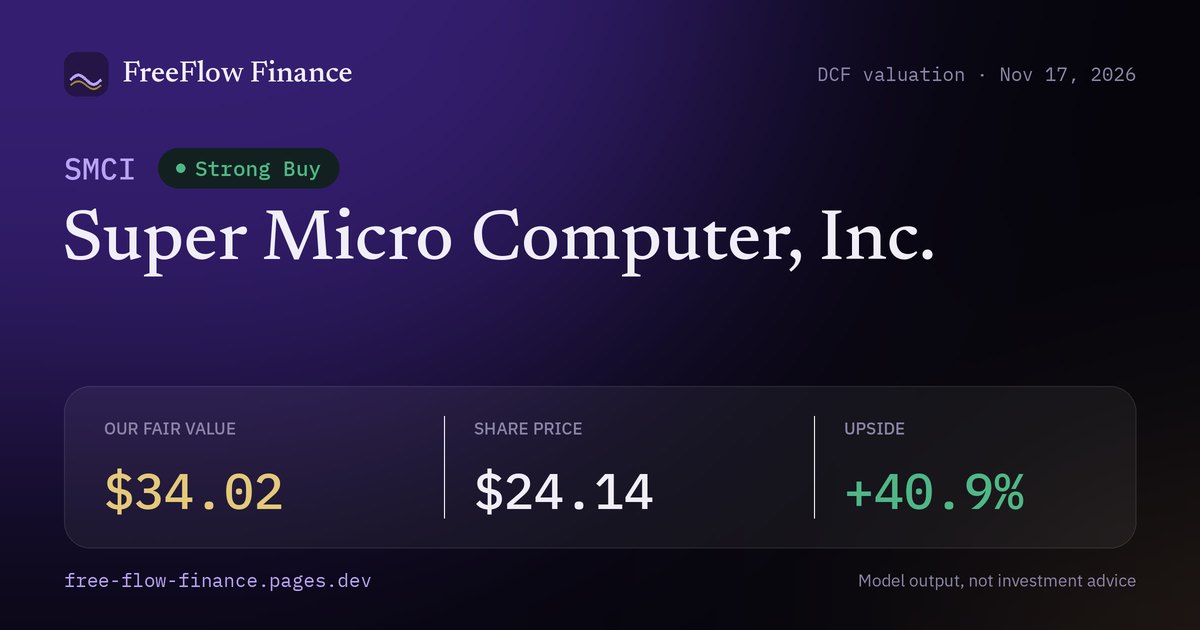 FreeFlow Finance
DCF valuation · Nov 17, 2026
SMCI
Strong Buy
Super Micro Computer, Inc.
OUR FAIR VALUE
$34.02
SHARE PRICE
$24.14
UPSIDE
+40.9%
free-flow-finance.pages.dev
Model output, not investment advice